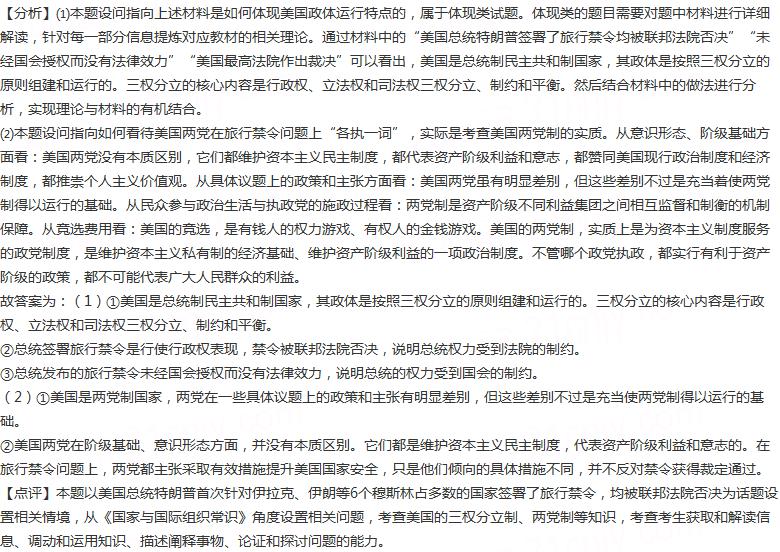 【分析】⑴本题设问指向上述材料是如何体现美国政体运行特点的，属于体现类试题。体现类的题目需要对题中材料进行详细
解读，针对每一部分信息提炼对应教材的相关理论。通过材料中的“美国总统特朗普签署了旅行禁令均被联邦法院否决”“未
经国会授权而没有法律效力”“美国最高法院作出裁决”可以看出，美国是总统制民主共和制国家，其政体是按照三权分立的
原则组建和运行的。三权分立的核心内容是行政权、立法权和司法权三权分立、制约和平衡。然后结合材料中的做法进行分
析，实现理论与材料的有机结合。
⑵本题设问指向如何看待美国两党在旅行禁令问题上“各执一词”，实际是考查美国两党制的实质。从意识形态、阶级基础方
面看：美国两党没有本质区别，它们都维护资本主义民主制度，都代表资产阶级利益和意志，都赞同美国现行政治制度和经济
制度，都推崇个人主义价值观。从具体议题上的政策和主张方面看：美国两党虽有明显差别，但这些差别不过是充当着使两党
制得以运行的基础。从民众参与政治生活与执政党的施政过程看：两党制是资产阶级不同利益集团之间相互监督和制衡的机制
保障。从竞选费用看：美国的竞选，是有钱人的权力游戏、有权人的金钱游戏。美国的两党制，实质上是为资本主义制度服务
的政党制度，是维护资本主义私有制的经济基础、维护资产阶级利益的一项政治制度。不管哪个政党执政，都实行有利于资产
阶级的政策，都不可能代表广大人民群众的利益。
故答案为：（1）①美国是总统制民主共和制国家，其政体是按照三权分立的原则组建和运行的。三权分立的核心内容是行政
权、立法权和司法权三权分立、制约和平衡。
②总统签署旅行禁令是行使行政权表现，禁令被联邦法院否决，说明总统权力受到法院的制约。
③总统发布的旅行禁令未经国会授权而没有法律效力，说明总统的权力受到国会的制约。
（2）①美国是两党制国家，两党在一些具体议题上的政策和主张有明显差别，但这些差别不过是充当使两党制得以运行的基
础。
②美国两党在阶级基础、意识形态方面，并没有本质区别。它们都是维护资本主义民主制度，代表资产阶级利益和意志的。在
旅行禁令问题上，两党都主张采取有效措施提升美国国家安全，只是他们倾向的具体措施不同，并不反对禁令获得裁定通过。
【点评】本题以美国总统特朗普首次针对伊拉克、伊朗等6个穆斯林占多数的国家签署了旅行禁令，均被联邦法院否决为话题设
置相关情境，从《国家与国际组织常识》角度设置相关问题，考查美国的三权分立制、两党制等知识，考查考生获取和解读信
息、调动和运用知识、描述阐释事物、论证和探讨问题的能力。